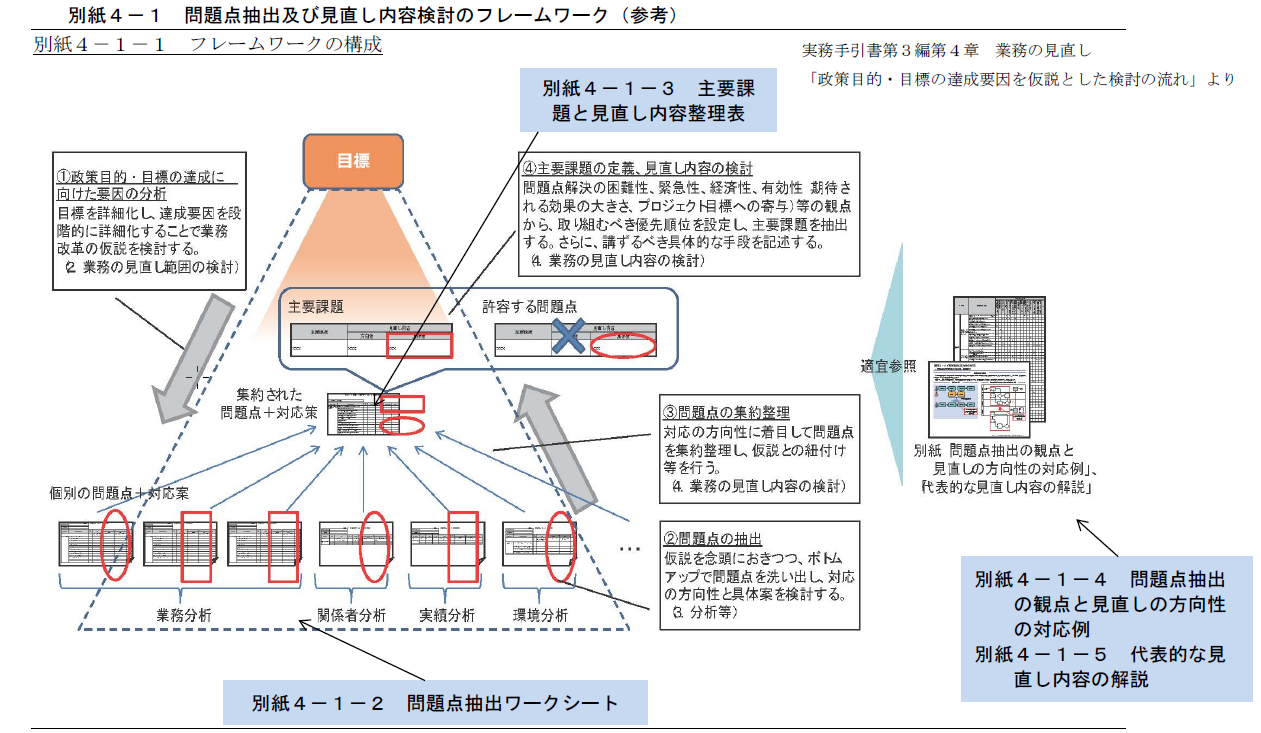 別紙４－１　問題点抽出及び見直し内容検討のフレームワーク（参考）
別紙４－１－１　フレームワークの構成
実務手引書第３編第４章　業務の見直し
「政策目的・目標の達成要因を仮説とした検討の流れ」より
別紙４－１－３　主要課
題と見直し内容整理表
目標
①政策目的・目標の達成に
向けた要因の分析
目標を詳細化し、達成要因を段
階的に詳細化することで業務
改革の仮説を検討する。
(2. 業務の見直し範囲の検討)
④主要課題の定義、見直し内容の検討
問題点解決の困難性、緊急性、経済性、有効性 期待さ
れる効果の大きさ、プロジェクト目標への寄与)等の観点
から、取り組むべき優先順位を設定し、主要課題を抽出
する。さらに、講ずるべき具体的な手段を記述する。
(4. 業務の見直し内容の検討)
主要課題
許容する問題点
適宜参照
集約された
問題点＋対応策
③問題点の集約整理
対応の方向性に着目して問題点
を集約整理し、仮説との紐付け
等を行う。
(4. 業務の見直し内容の検討)
別紙 問題点抽出の観点と
見直しの方向性の対応例」、
代表的な見直し内容の解説」
個別の問題点＋対応案
②問題点の抽出
仮説を念頭におきつつ、ボトム
アップで問題点を洗い出し、対応
の方向性と具体案を検討する。
(3. 分析等)
…
業務分析
関係者分析
実績分析
環境分析
別紙４－１－４　問題点抽出
の観点と見直しの方向性
の対応例
別紙４－１－５　代表的な見
直し内容の解説
別紙４－１－２　問題点抽出ワークシート